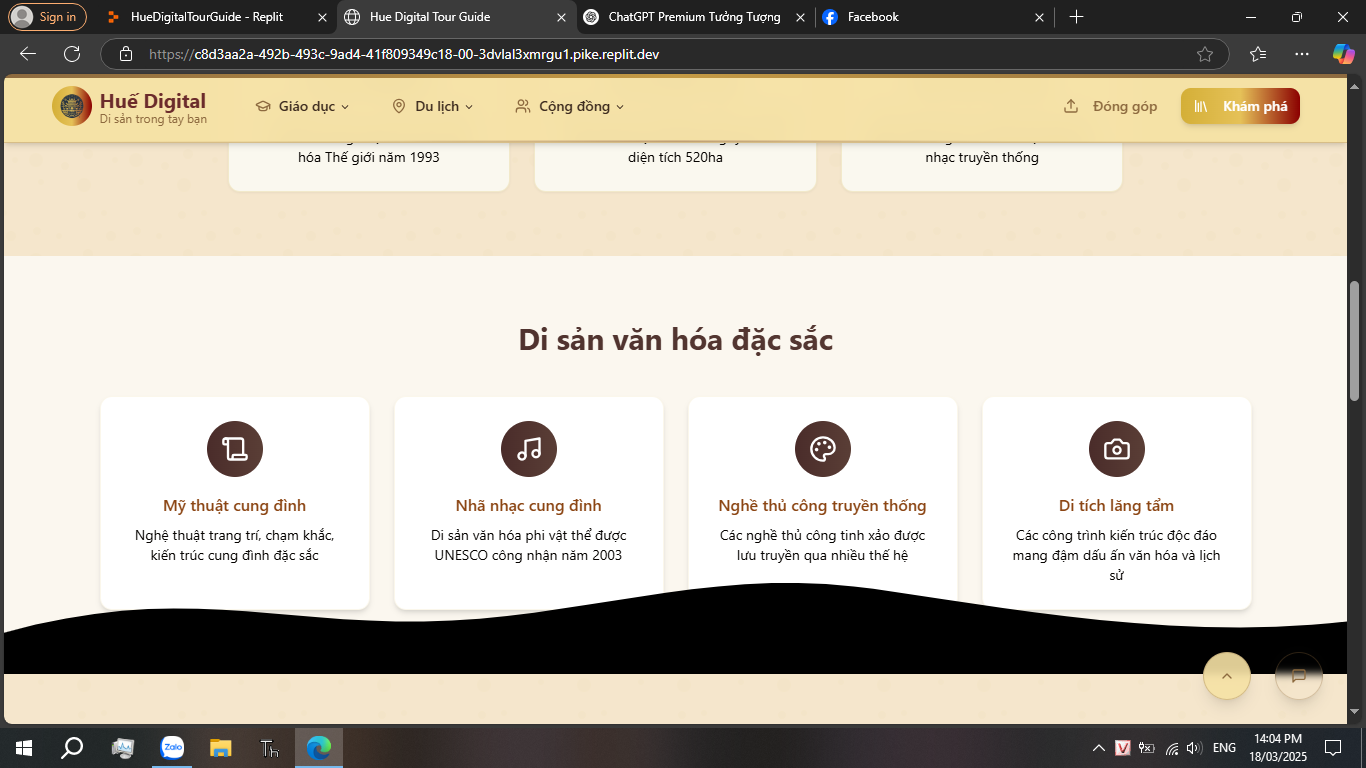 Sign in
HueDigitalTourGuide - Replit
Hue Digital Tour Guide
ChatGPT Premium Tưởng Tượng
Facebook
https://c8d3aa2a-492b-493c-9ad4-41f809349c18-00-3dvlal3xmrgu1.pike.replit.dev
Huế Digital
Di sản trong tay bạn
Giáo dục
Du lịch
Cộng đồng
Đóng góp
Khám phá
hóa Thế giới năm 1993
diện tích 520ha
nhạc truyền thống
Di sản văn hóa đặc sắc
Mỹ thuật cung đình
Nghệ thuật trang trí, chạm khắc,
kiến trúc cung đình đặc sắc
Nhã nhạc cung đình
Di sản văn hóa phi vật thể được
UNESCO công nhận năm 2003
Nghề thủ công truyền thống
Các nghề thủ công tinh xảo được
lưu truyền qua nhiều thế hệ
Di tích lăng tẩm
Các công trình kiến trúc độc đáo
mang đậm dấu ấn văn hóa và lịch
sử
Zalo
Th
V
ENG
14:04 PM
18/03/2025